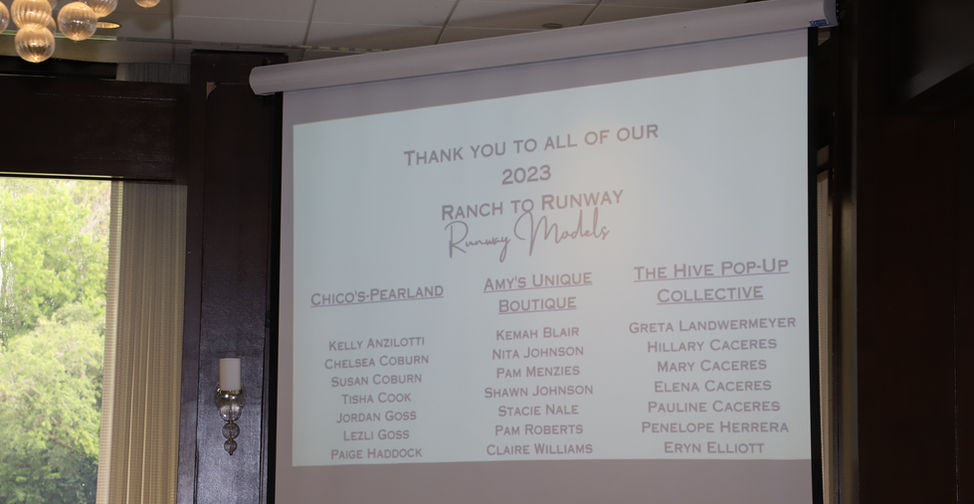 THANK YOU TO ALL OF OUR
2023
RANCH TO RUNWAY
Runway Models
CHICO'S-PEARLAND
KELLY ANZILOTTI
CHELSEA COBURN
SUSAN COBURN
TISHA COOK
JORDAN GOSS
LEZLI GOSS
PAIGE HADDOCK
AMY'S UNIQUE
BOUTIQUE
KEMAH BLAIR
NITA JOHNSON
PAM MENZIES
SHAWN JOHNSON
STACIE NALE
PAM ROBERTS
CLAIRE WILLIAMS
THE HIVE POP-UP
COLLECTIVE
GRETA LANDWERMEYER
HILLARY CACERES
MARY CACERES
ELENA CACERES
PAULINE CACERES
PENELOPE HERRERA
ERYN ELLIOTT